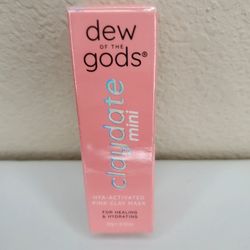 dew
OF THE
gods®
claydate
mini
HYA-ACTIVATED
PINK CLAY MASK
FOR HEALING
& HYDRATING